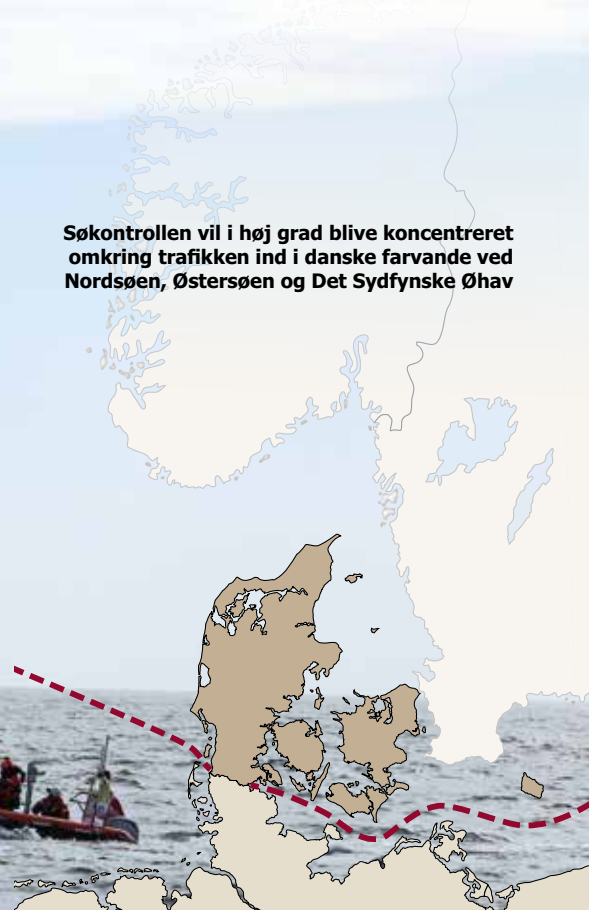 Søkontrollen vil i høj grad blive koncentreret
omkring trafikken ind i danske farvande ved
Nordsøen, Østersøen og Det Sydfynske Øhav